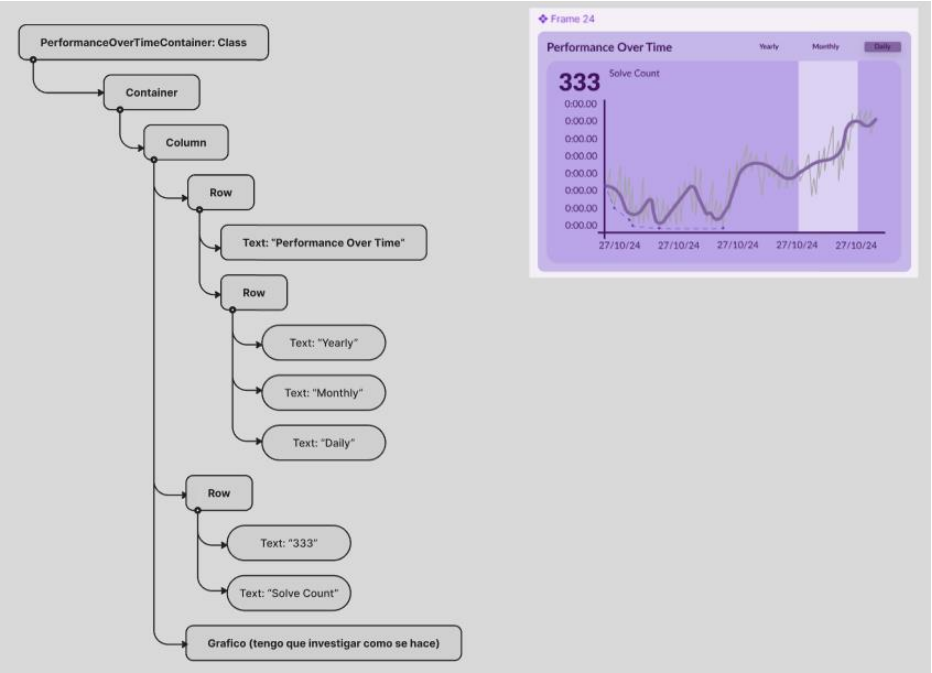 PerformanceOverTimeContainer: Class
Container
Column
Row
Text: "Performance Over Time"
Row
Text: "Yearly"
Text: "Monthly"
Text: "Daily"
Row
Text: "333"
Text: "Solve Count"
Grafico (tengo que investigar como se hace)
Frame 24
Performance Over Time Yearly Monthly Daily
333 Solve Count
0:00.00
0:00.00
0:00.00
0:00.00
0:00.00
0:00.00
0:00.00
0:00.00
27/10/24 27/10/24 27/10/24 27/10/24 27/10/24